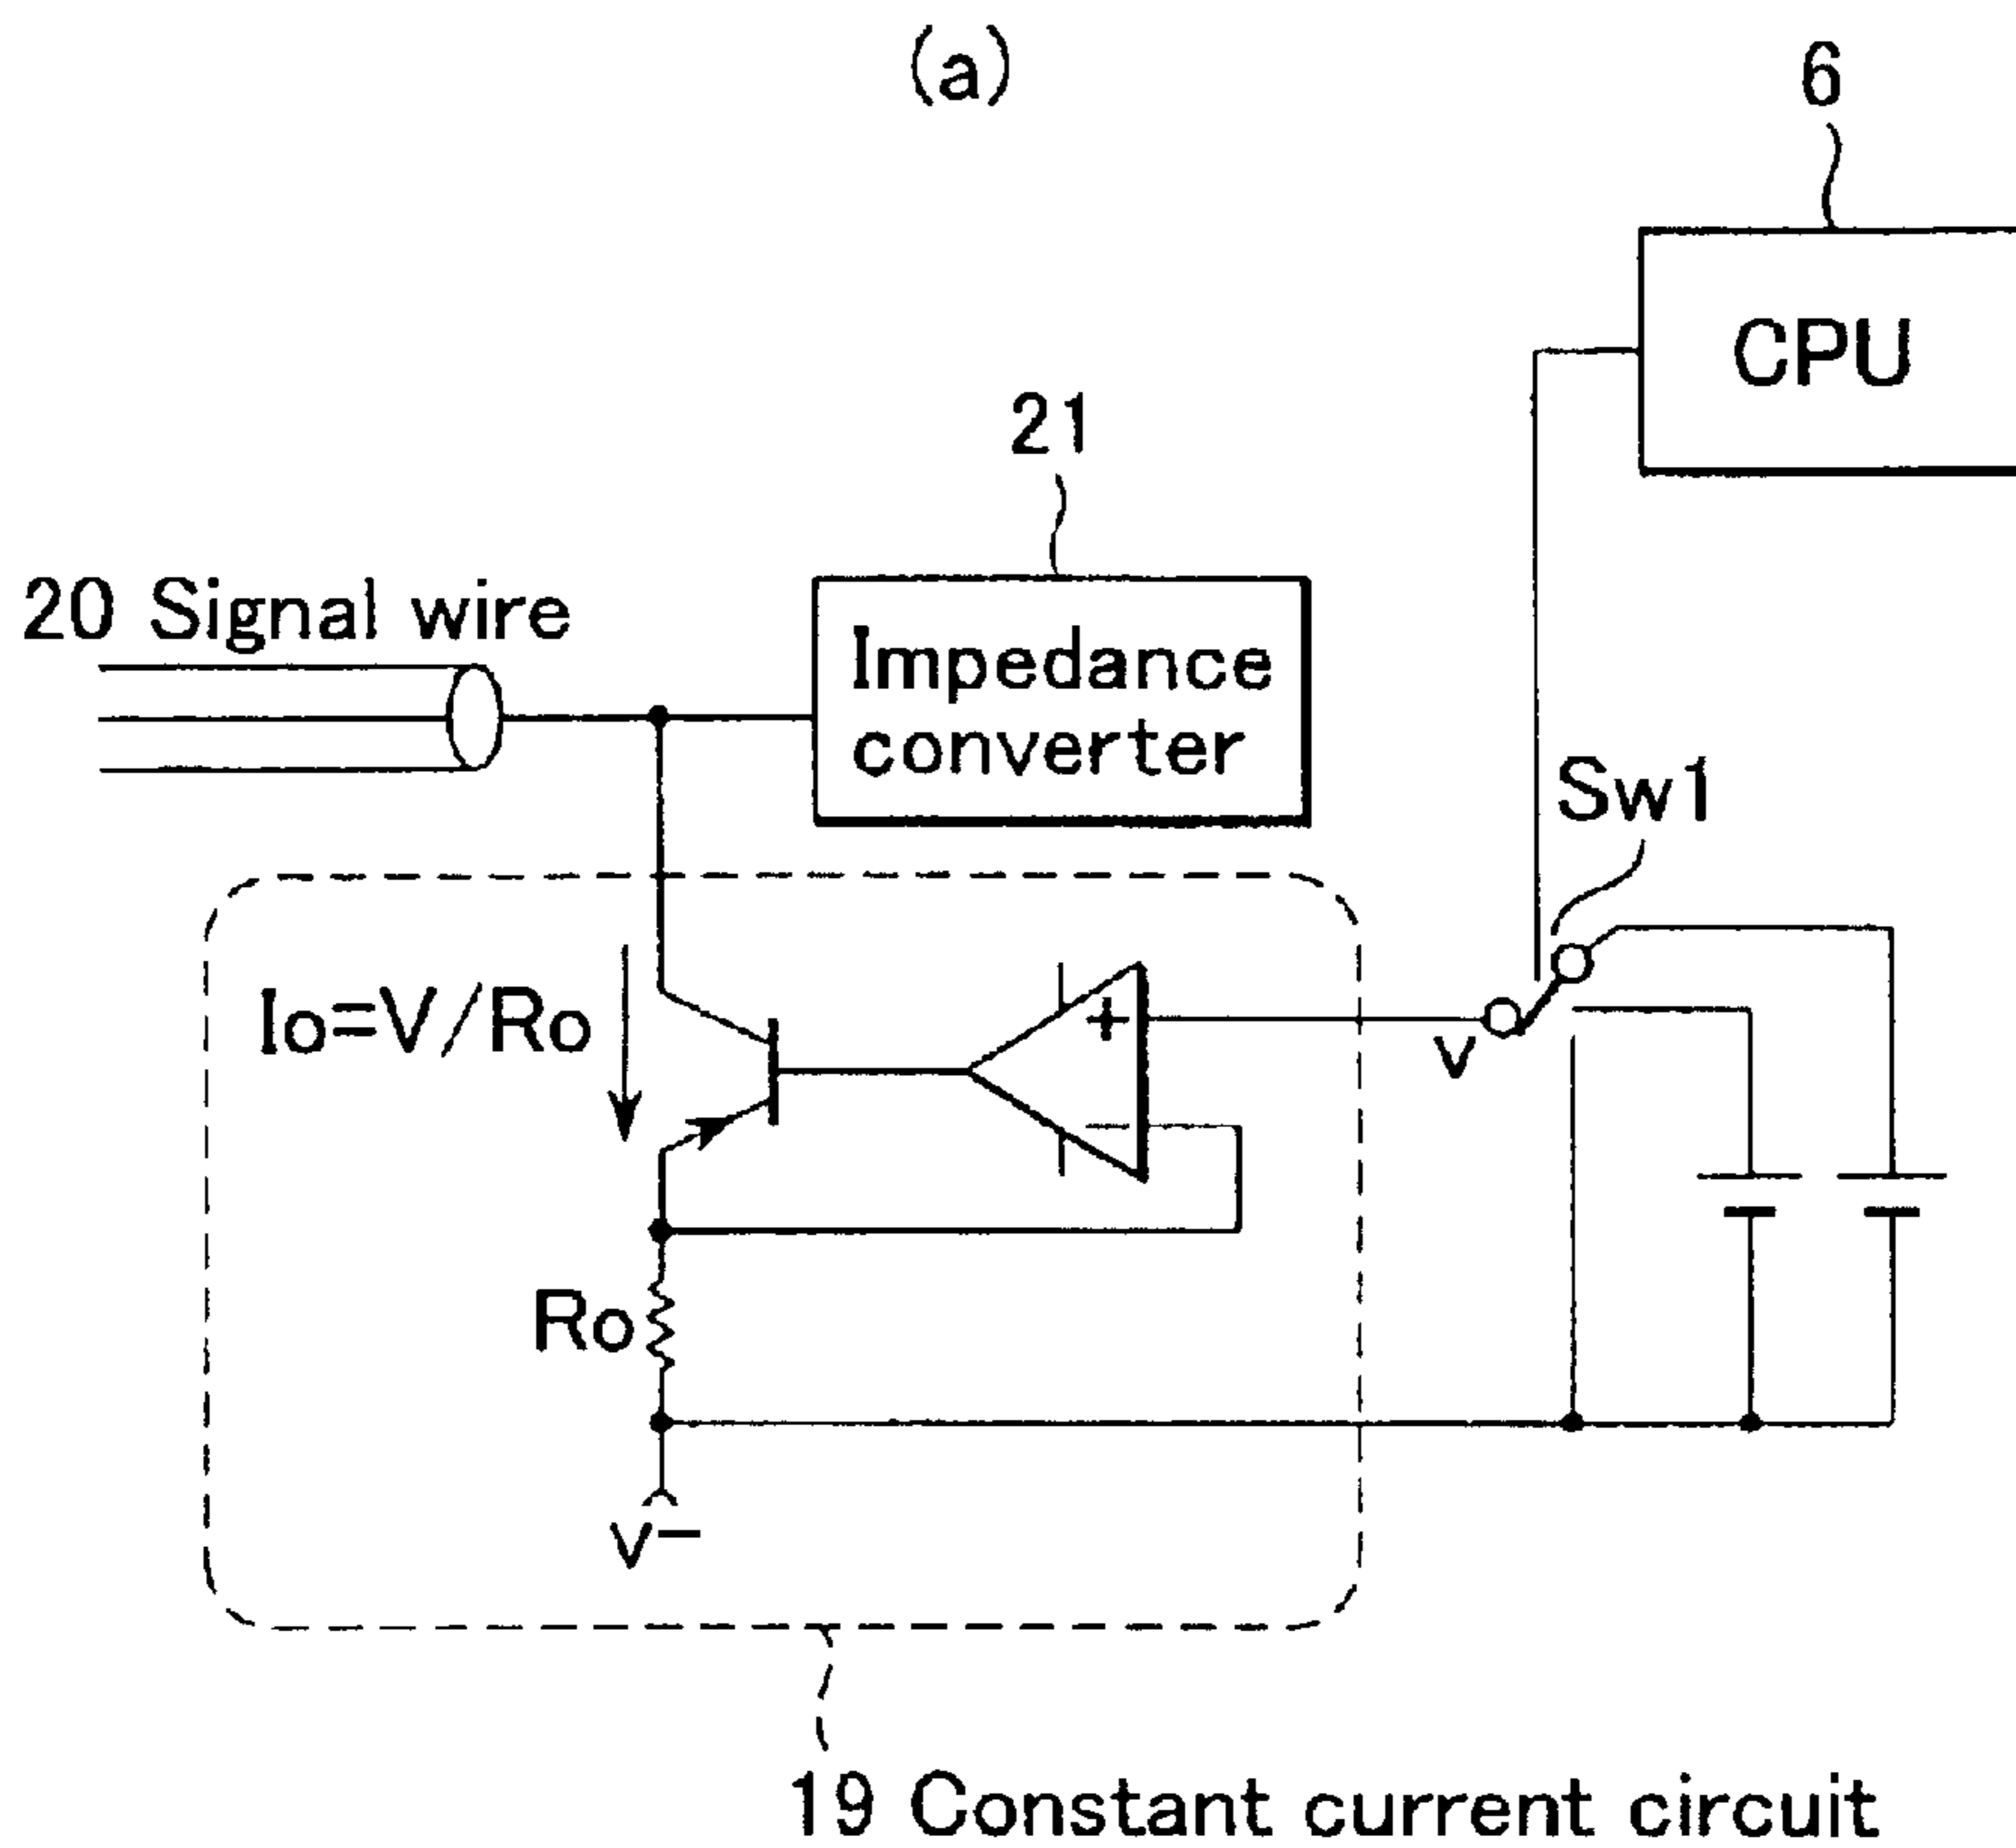 (a)
6
CPU
21
20 Signal wire
Impedance
converter
Sw1
Io=V/Ro
+
−
v
Ro
v−
19 Constant current circuit